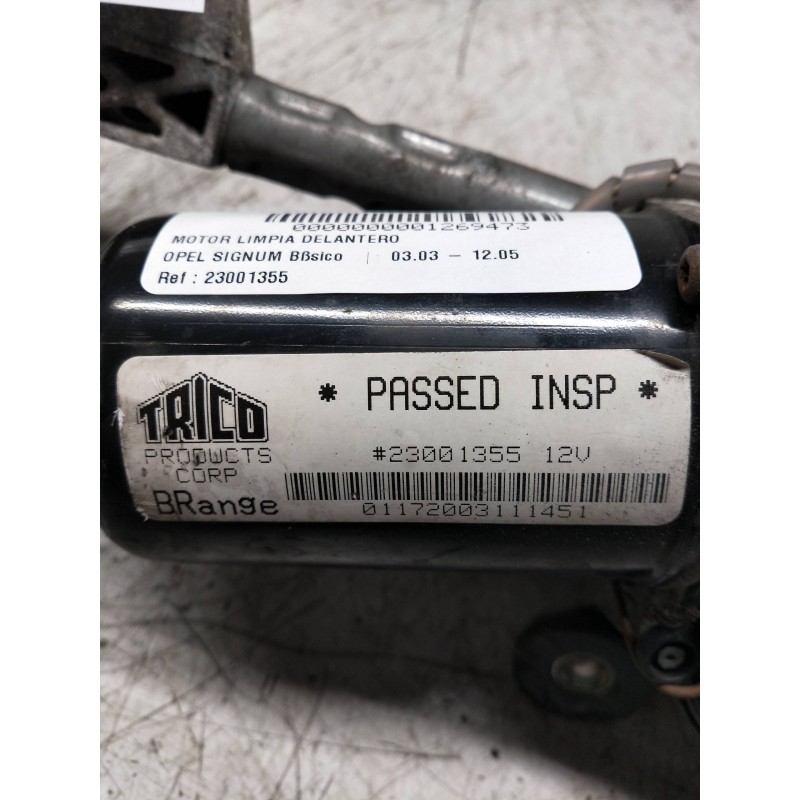 0000000001269473
MOTOR LIMPIA DELANTERO
OPEL SIGNUM Bßsico | 03.03 – 12.05
Ref : 23001355
TRICO
PRODUCTS
CORP
BRange
* PASSED INSP *
#23001355 12V
01172003111451